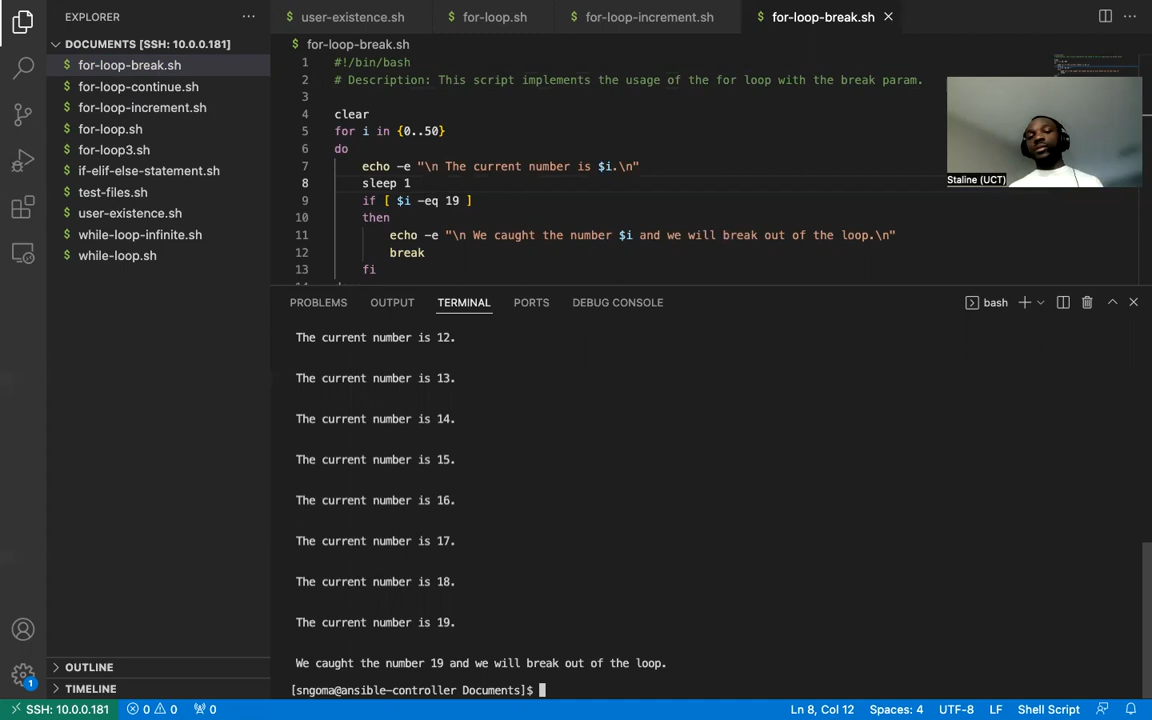 EXPLORER
DOCUMENTS [SSH: 10.0.0.181]
$ for-loop-break.sh
$ for-loop-continue.sh
$ for-loop-increment.sh
$ for-loop.sh
$ for-loop3.sh
$ if-elif-else-statement.sh
$ test-files.sh
$ user-existence.sh
$ while-loop-infinite.sh
$ while-loop.sh
OUTLINE
TIMELINE
1
$ user-existence.sh
$ for-loop.sh
$ for-loop-increment.sh
$ for-loop-break.sh
$ for-loop-break.sh
1 #!/bin/bash
2 # Description: This script implements the usage of the for loop with the break param.
3
4 clear
5 for i in {0..50}
6 do
7 echo -e "\n The current number is $i.\n"
8 sleep 1
9 if [ $i -eq 19 ]
10 then
11 echo -e "\n We caught the number $i and we will break out of the loop.\n"
12 break
13 fi
Staline (UCT)
PROBLEMS OUTPUT TERMINAL PORTS DEBUG CONSOLE
bash
The current number is 12.
The current number is 13.
The current number is 14.
The current number is 15.
The current number is 16.
The current number is 17.
The current number is 18.
The current number is 19.
We caught the number 19 and we will break out of the loop.
[sngoma@ansible-controller Documents]$
SSH: 10.0.0.181 0 0 0 Ln 8, Col 12 Spaces: 4 UTF-8 LF Shell Script